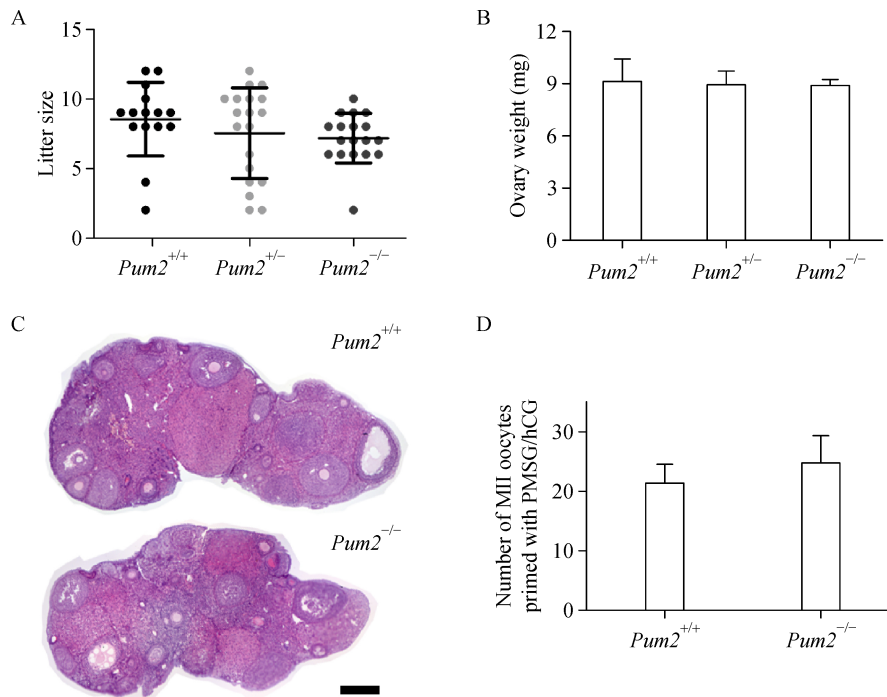 A
15
10
5
0
Litter size
Pum2+/+
Pum2+/−
Pum2−/−
B
12
9
6
3
0
Ovary weight (mg)
Pum2+/+
Pum2+/−
Pum2−/−
C
Pum2+/+
Pum2−/−
D
30
20
10
0
Number of MII oocytes
primed with PMSG/hCG
Pum2+/+
Pum2−/−